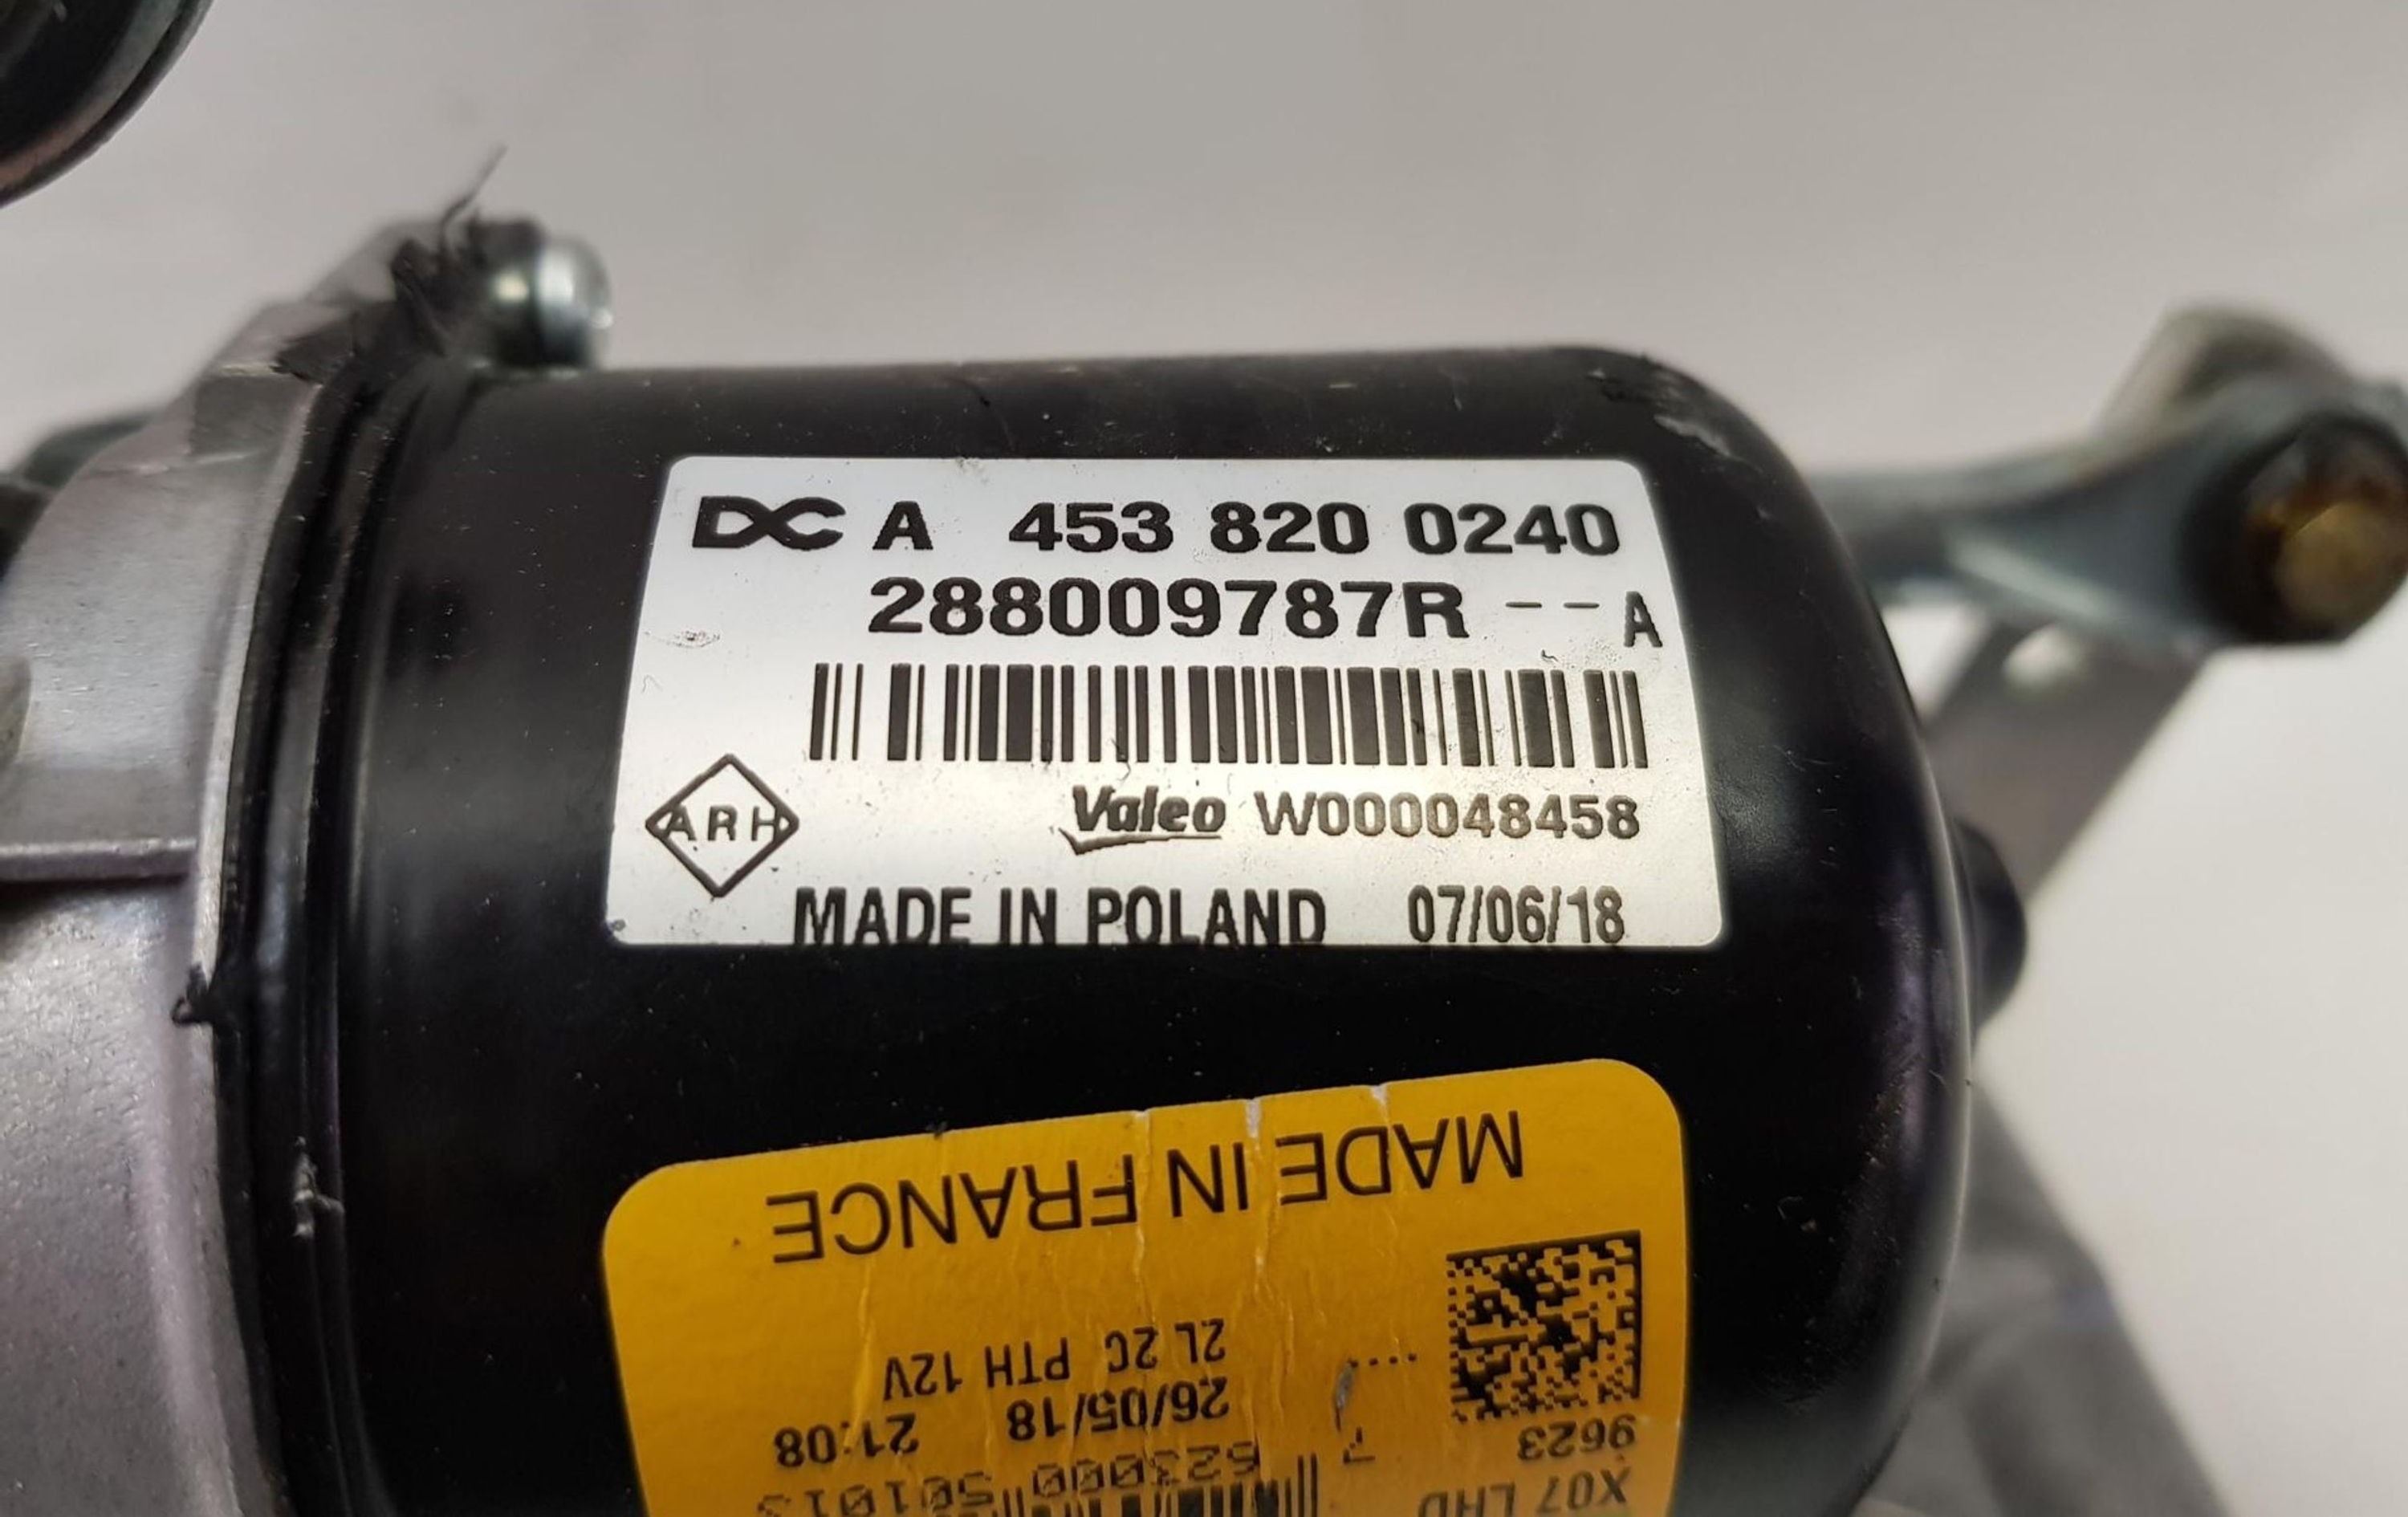 DC A 453 820 0240
288009787R -- A
ARH
Valeo W000048458
MADE IN POLAND 07/06/18
X07 LHD
9623
26/05/18 21:08
2L 2C PTH 12V
MADE IN FRANCE